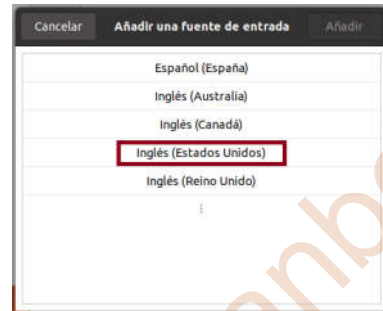 Cancelar Añadir una fuente de entrada Añadir
Español (España)
Inglés (Australia)
Inglés (Canadá)
Inglés (Estados Unidos)
Inglés (Reino Unido)
⋮